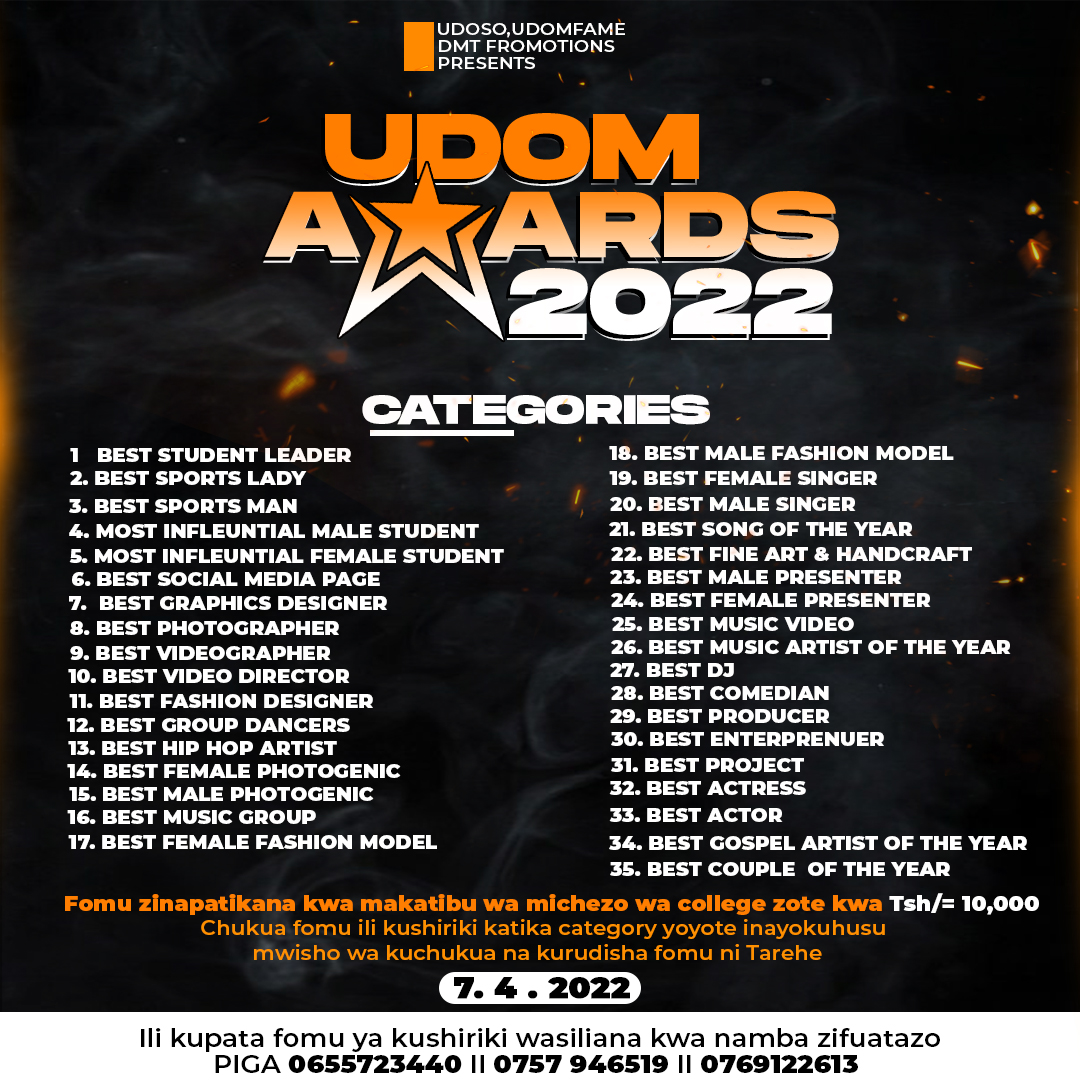 UDOSO,UDOMFAME
DMT FROMOTIONS
PRESENTS
UDOM
AWARDS
2022
CATEGORIES
1 BEST STUDENT LEADER
2. BEST SPORTS LADY
3. BEST SPORTS MAN
4. MOST INFLEUNTIAL MALE STUDENT
5. MOST INFLEUNTIAL FEMALE STUDENT
6. BEST SOCIAL MEDIA PAGE
7. BEST GRAPHICS DESIGNER
8. BEST PHOTOGRAPHER
9. BEST VIDEOGRAPHER
10. BEST VIDEO DIRECTOR
11. BEST FASHION DESIGNER
12. BEST GROUP DANCERS
13. BEST HIP HOP ARTIST
14. BEST FEMALE PHOTOGENIC
15. BEST MALE PHOTOGENIC
16. BEST MUSIC GROUP
17. BEST FEMALE FASHION MODEL
18. BEST MALE FASHION MODEL
19. BEST FEMALE SINGER
20. BEST MALE SINGER
21. BEST SONG OF THE YEAR
22. BEST FINE ART & HANDCRAFT
23. BEST MALE PRESENTER
24. BEST FEMALE PRESENTER
25. BEST MUSIC VIDEO
26. BEST MUSIC ARTIST OF THE YEAR
27. BEST DJ
28. BEST COMEDIAN
29. BEST PRODUCER
30. BEST ENTERPRENUER
31. BEST PROJECT
32. BEST ACTRESS
33. BEST ACTOR
34. BEST GOSPEL ARTIST OF THE YEAR
35. BEST COUPLE OF THE YEAR
Fomu zinapatikana kwa makatibu wa michezo wa college zote kwa Tsh/= 10,000
Chukua fomu ili kushiriki katika category yoyote inayokuhusu
mwisho wa kuchukua na kurudisha fomu ni Tarehe
7. 4 . 2022
Ili kupata fomu ya kushiriki wasiliana kwa namba zifuatazo
PIGA 0655723440 II 0757 946519 II 0769122613